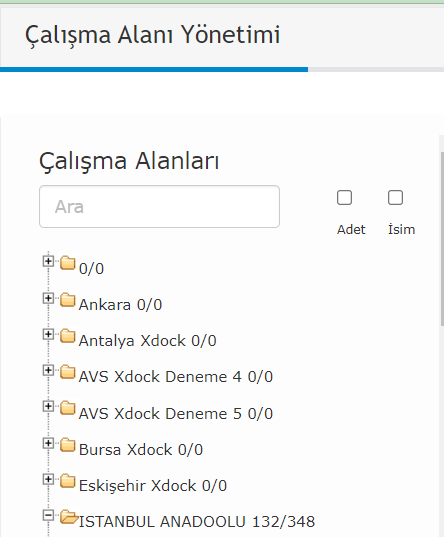 Çalışma Alanı Yönetimi
Çalışma Alanları
Ara
Adet
İsim
0/0
Ankara 0/0
Antalya Xdock 0/0
AVS Xdock Deneme 4 0/0
AVS Xdock Deneme 5 0/0
Bursa Xdock 0/0
Eskişehir Xdock 0/0
ISTANBUL ANADOOLU 132/348